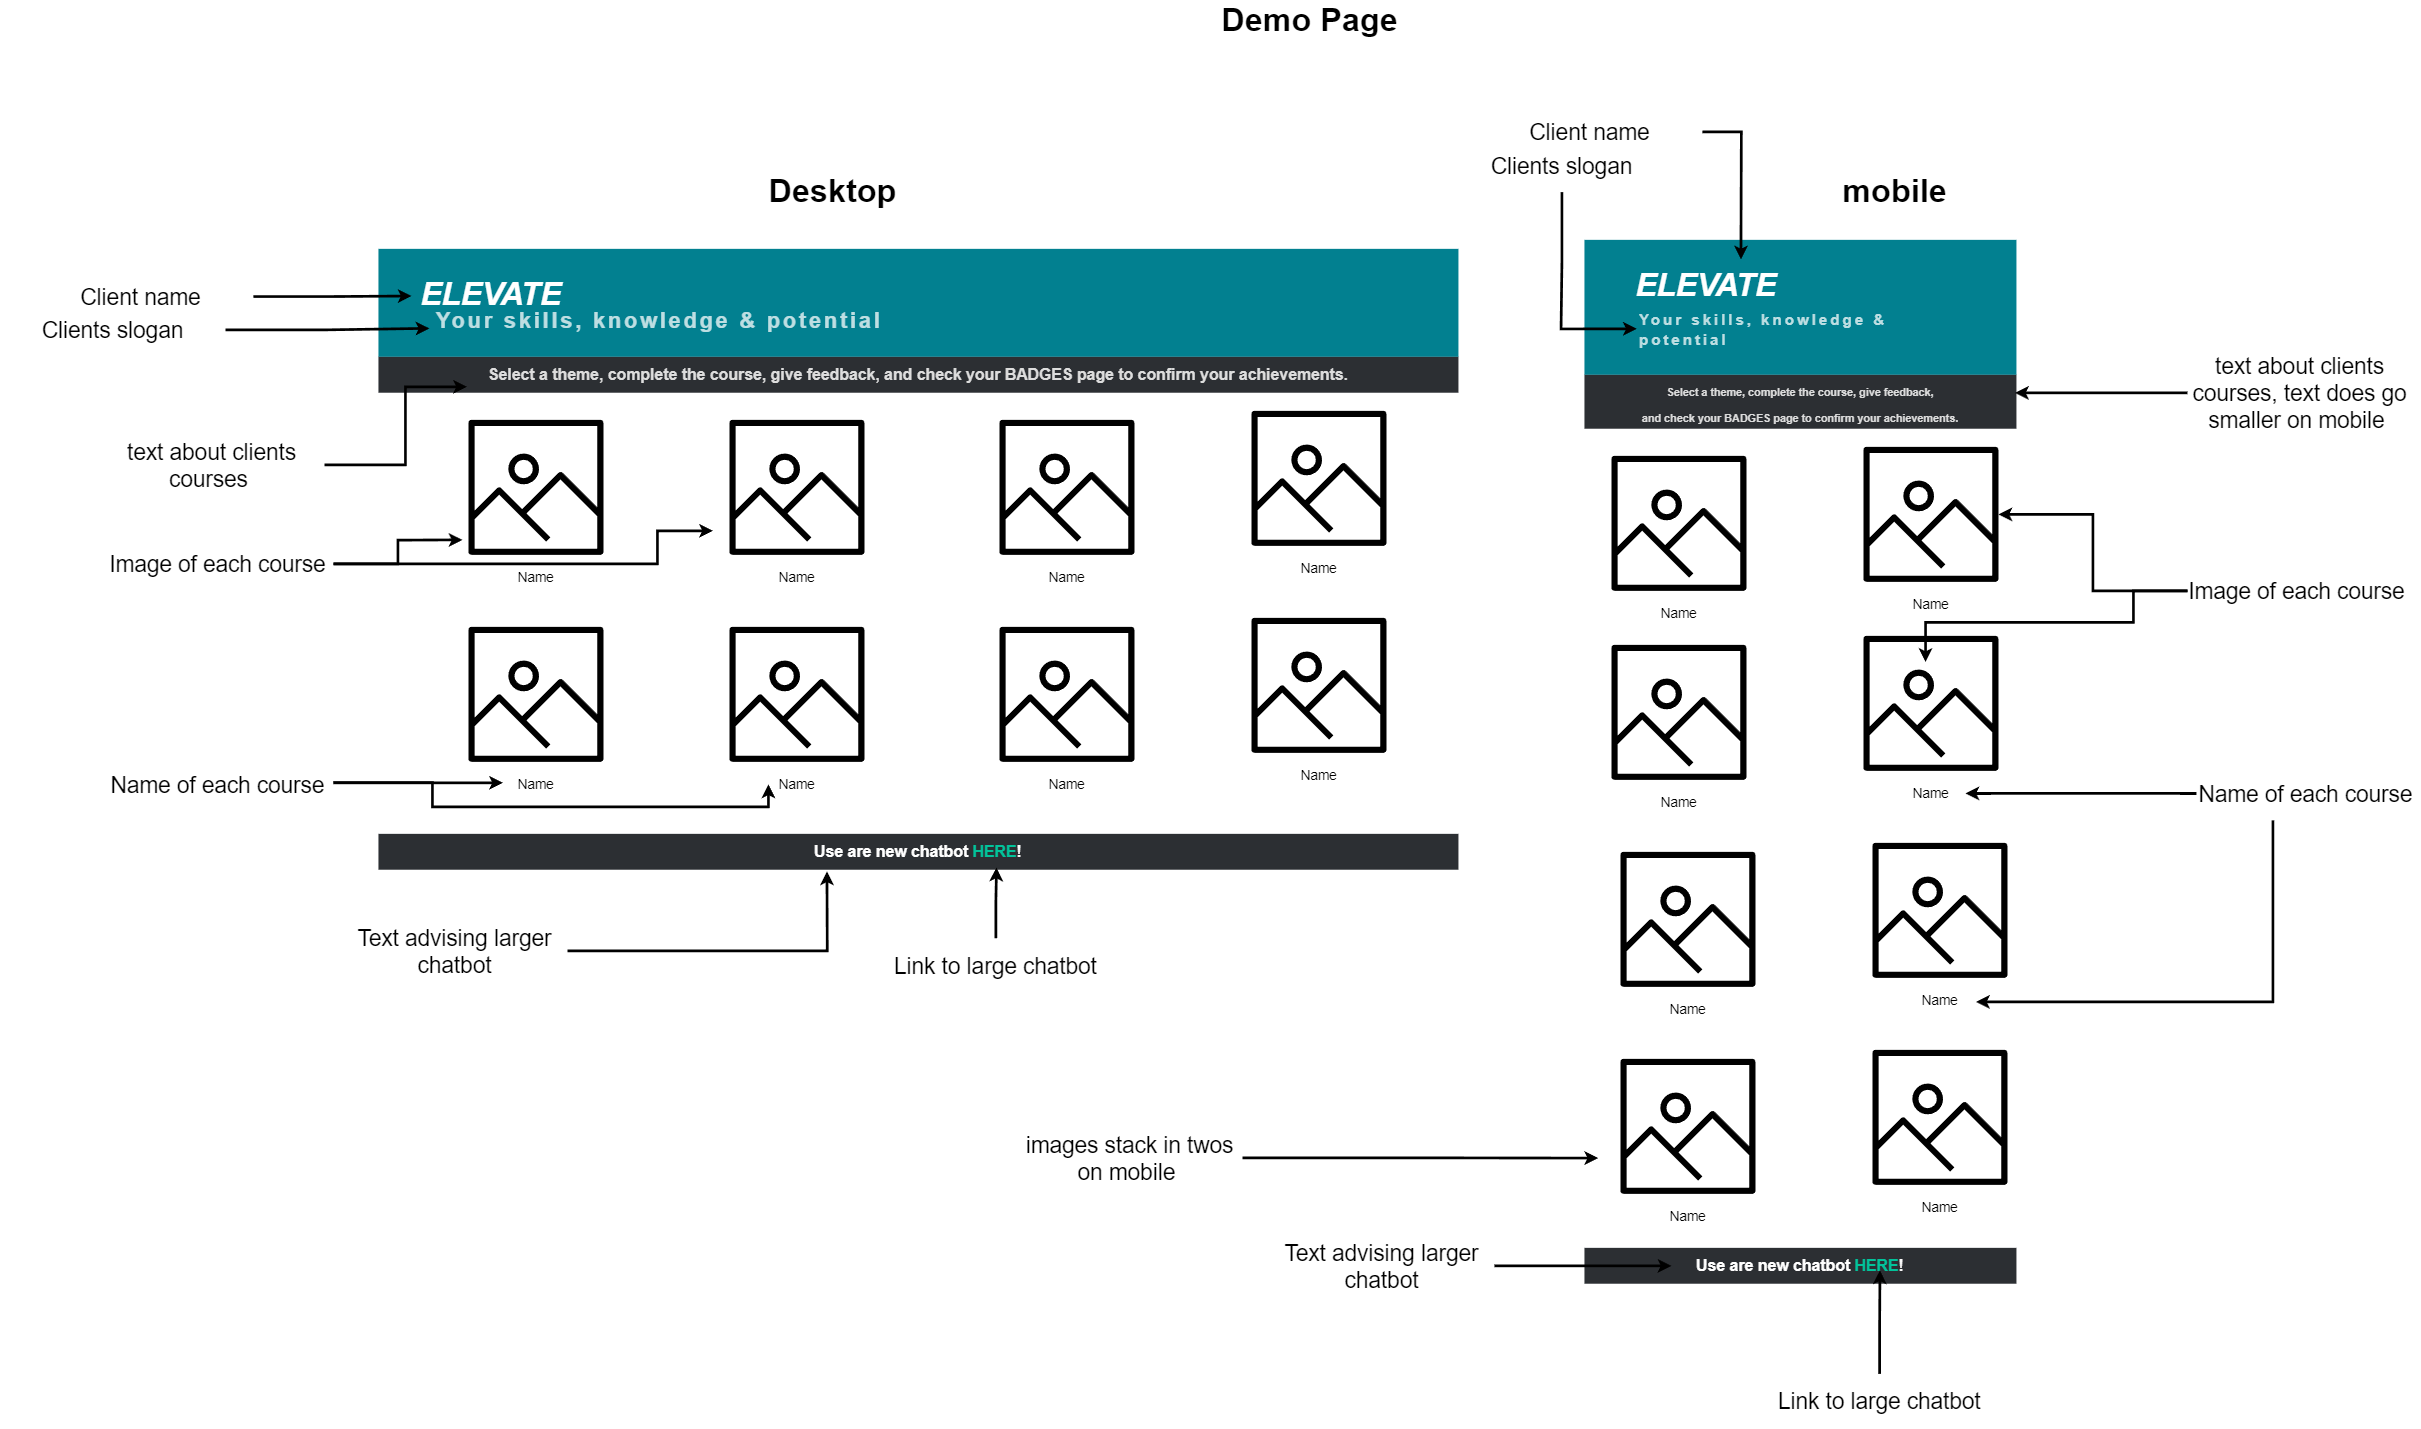 Demo Page
Desktop
Client name
Clients slogan
ELEVATE
Your skills, knowledge & potential
Select a theme, complete the course, give feedback, and check your BADGES page to confirm your achievements.
text about clients
courses
Image of each course
Name
Name
Name
Name
Name of each course
Name
Name
Name
Name
Use are new chatbot HERE!
Text advising larger
chatbot
Link to large chatbot
mobile
Client name
Clients slogan
ELEVATE
Your skills, knowledge &
potential
Select a theme, complete the course, give feedback,
and check your BADGES page to confirm your achievements.
text about clients
courses, text does go
smaller on mobile
Image of each course
Name
Name
Name
Name
Name of each course
Name
Name
images stack in twos
on mobile
Name
Name
Text advising larger
chatbot
Use are new chatbot HERE!
Link to large chatbot